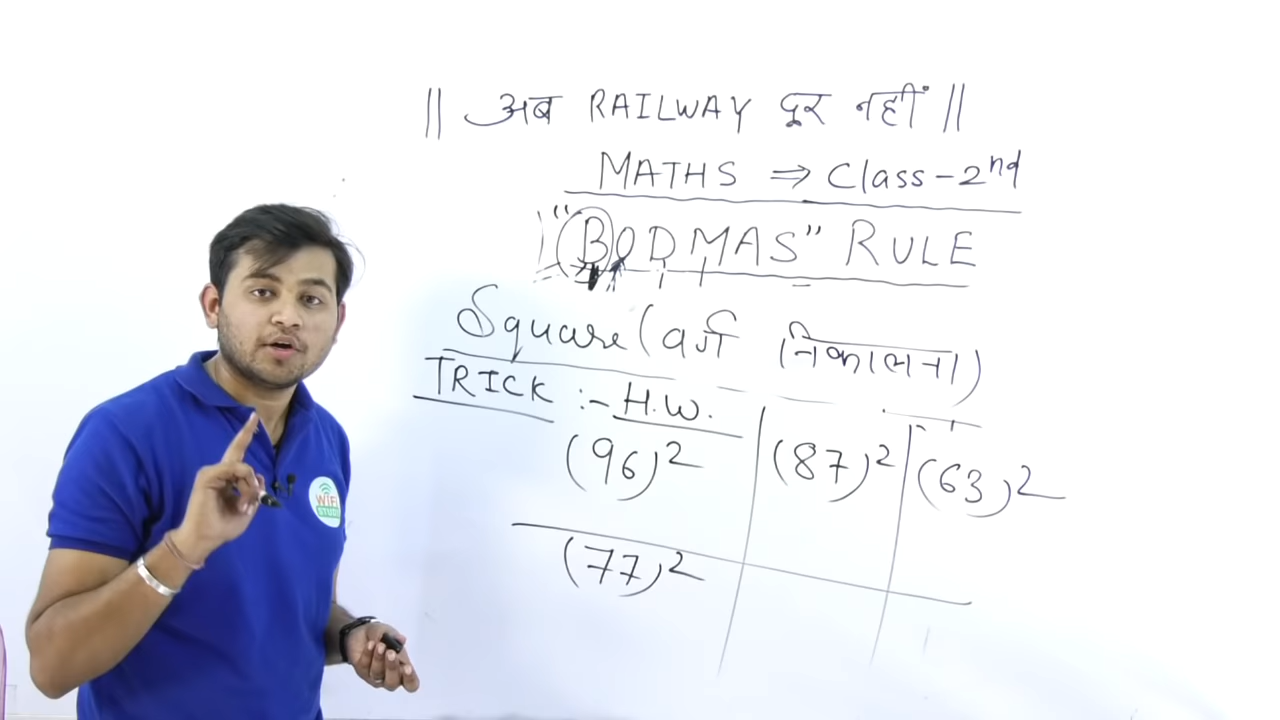 || अब RAILWAY दूर नहीं ||
MATHS ⇒ Class-2nd
"BODMAS" RULE
Square (वर्ग निकालना)
TRICK :- H.W.
(96)² (87)² (63)²
(77)²
WiFi
STUDY